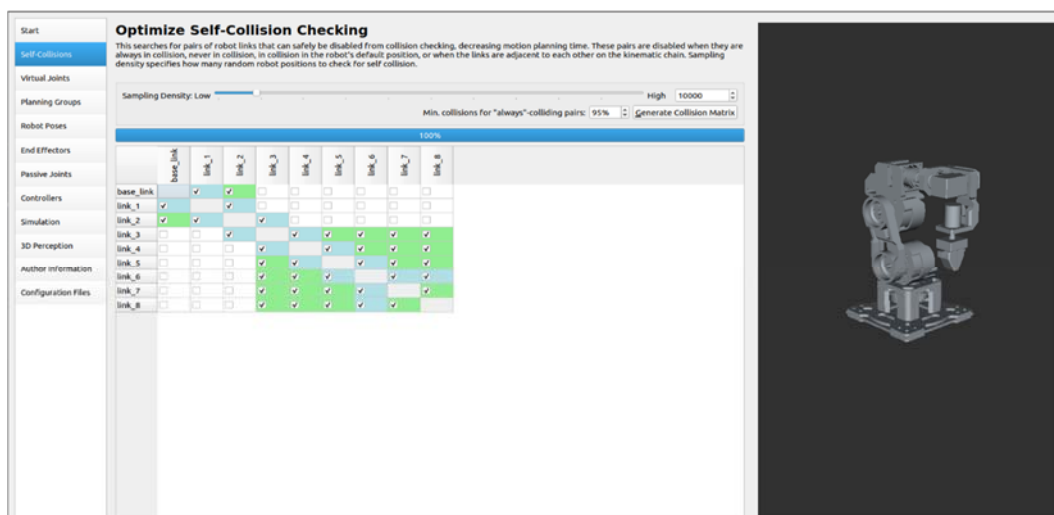 Start
Self-Collisions
Virtual Joints
Planning Groups
Robot Poses
End Effectors
Passive Joints
Controllers
Simulation
3D Perception
Author Information
Configuration Files
Optimize Self-Collision Checking
This searches for pairs of robot links that can safely be disabled from collision checking, decreasing motion planning time. These pairs are disabled when they are
always in collision, never in collision, in collision in the robot's default position, or when the links are adjacent to each other on the kinematic chain. Sampling
density specifies how many random robot positions to check for self collision.
Sampling Density: Low High 10000
Min. collisions for "always"-colliding pairs: 95% Generate Collision Matrix
100%
base_link link_1 link_2 link_3 link_4 link_5 link_6 link_7 link_8
base_link
link_1
link_2
link_3
link_4
link_5
link_6
link_7
link_8